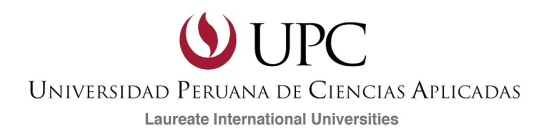 UPC
UNIVERSIDAD PERUANA DE CIENCIAS APLICADAS
Laureate International Universities